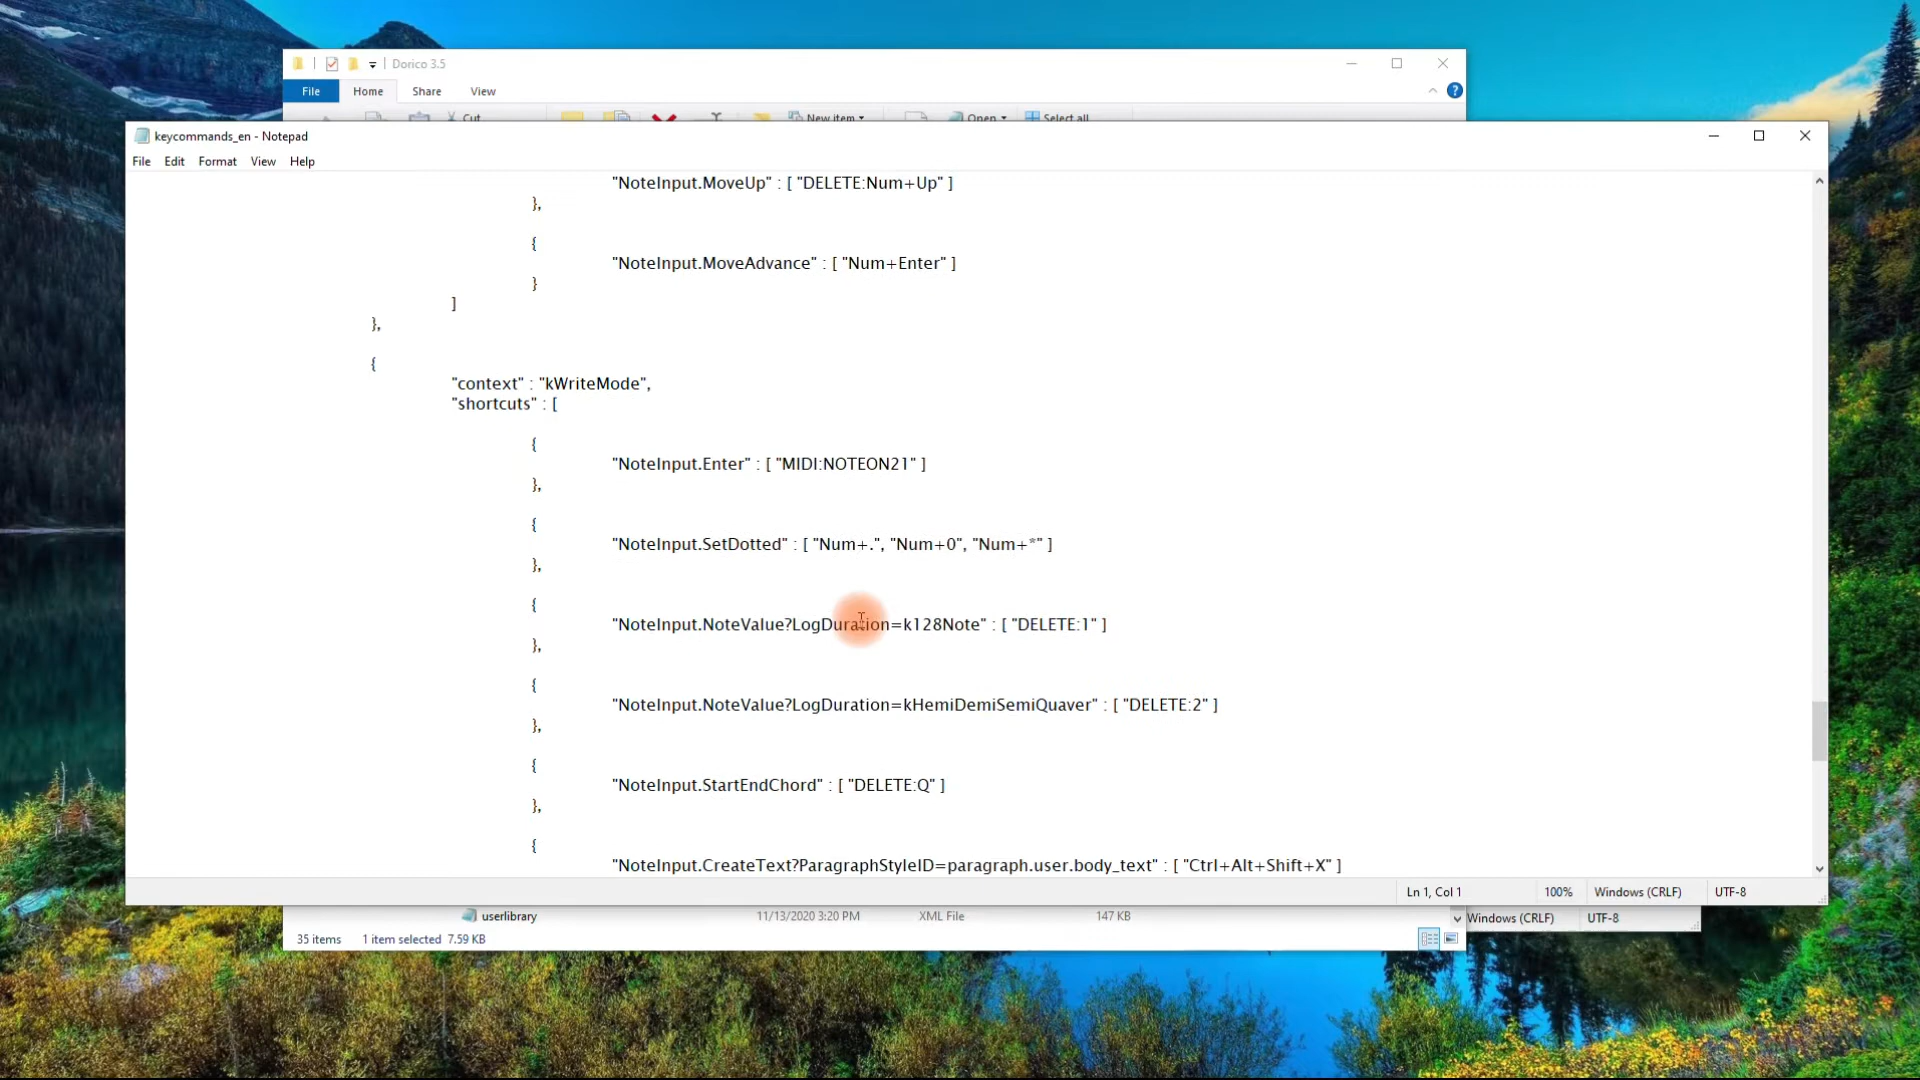 Dorico 3.5
File Home Share View
Cut New item Open Select all
keycommands_en - Notepad
File Edit Format View Help
"NoteInput.MoveUp" : [ "DELETE:Num+Up" ]
},
{
"NoteInput.MoveAdvance" : [ "Num+Enter" ]
}
]
},
{
"context" : "kWriteMode",
"shortcuts" : [
{
"NoteInput.Enter" : [ "MIDI:NOTEON21" ]
},
{
"NoteInput.SetDotted" : [ "Num+.", "Num+0", "Num+*" ]
},
{
"NoteInput.NoteValue?LogDuration=k128Note" : [ "DELETE:1" ]
},
{
"NoteInput.NoteValue?LogDuration=kHemiDemiSemiQuaver" : [ "DELETE:2" ]
},
{
"NoteInput.StartEndChord" : [ "DELETE:Q" ]
},
{
"NoteInput.CreateText?ParagraphStyleID=paragraph.user.body_text" : [ "Ctrl+Alt+Shift+X" ]
Ln 1, Col 1 100% Windows (CRLF) UTF-8
userlibrary 11/13/2020 3:20 PM XML File 147 KB Windows (CRLF) UTF-8
35 items 1 item selected 7.59 KB